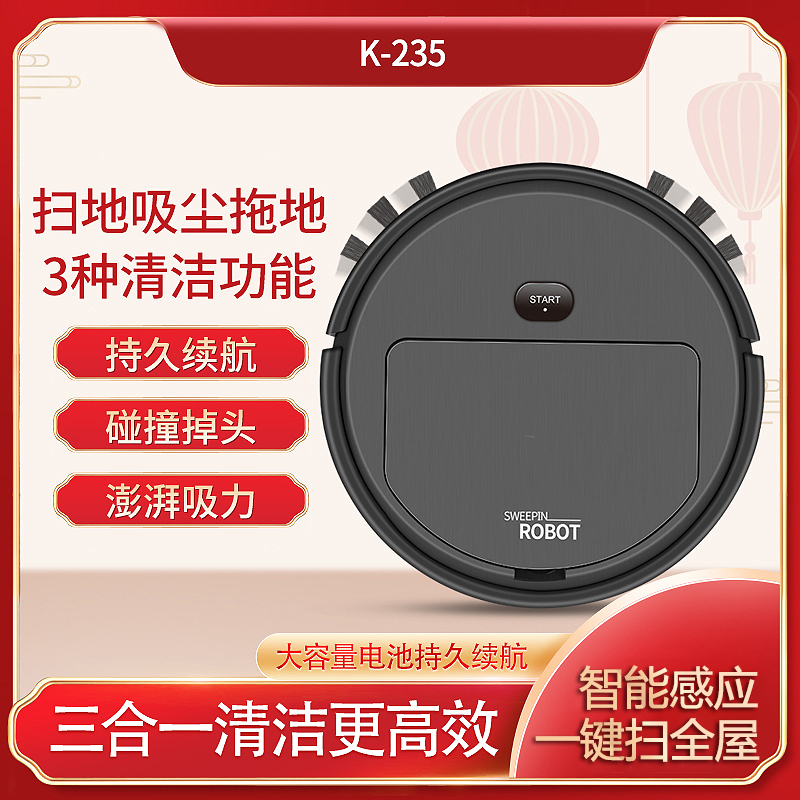 K-235
扫地吸尘拖地
3种清洁功能
持久续航
碰撞掉头
澎湃吸力
START
SWEEPIN
ROBOT
大容量电池持久续航
三合一清洁更高效
智能感应
一键扫全屋